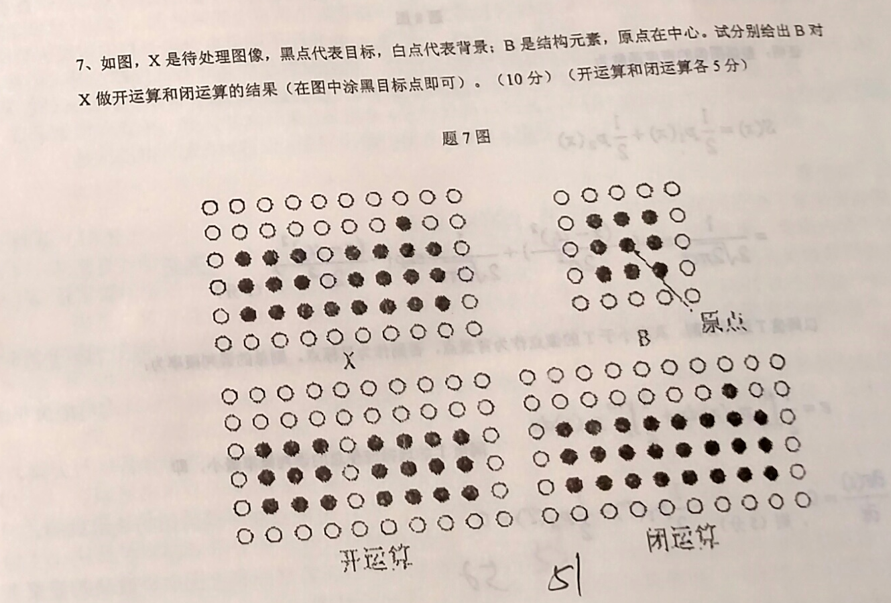 7、如图，X 是待处理图像，黑点代表目标，白点代表背景；B 是结构元素，原点在中心。试分别给出 B 对
X 做开运算和闭运算的结果（在图中涂黑目标点即可）。（10 分）（开运算和闭运算各 5 分）
题 7 图
原点
X
B
开运算
闭运算
51